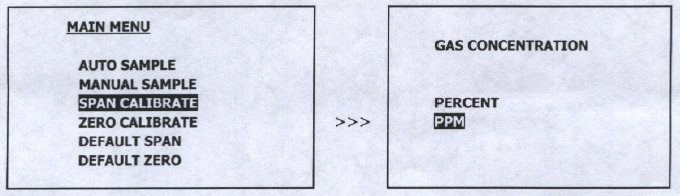 MAIN MENU
AUTO SAMPLE
MANUAL SAMPLE
SPAN CALIBRATE
ZERO CALIBRATE
DEFAULT SPAN
DEFAULT ZERO
>>>
GAS CONCENTRATION
PERCENT
PPM